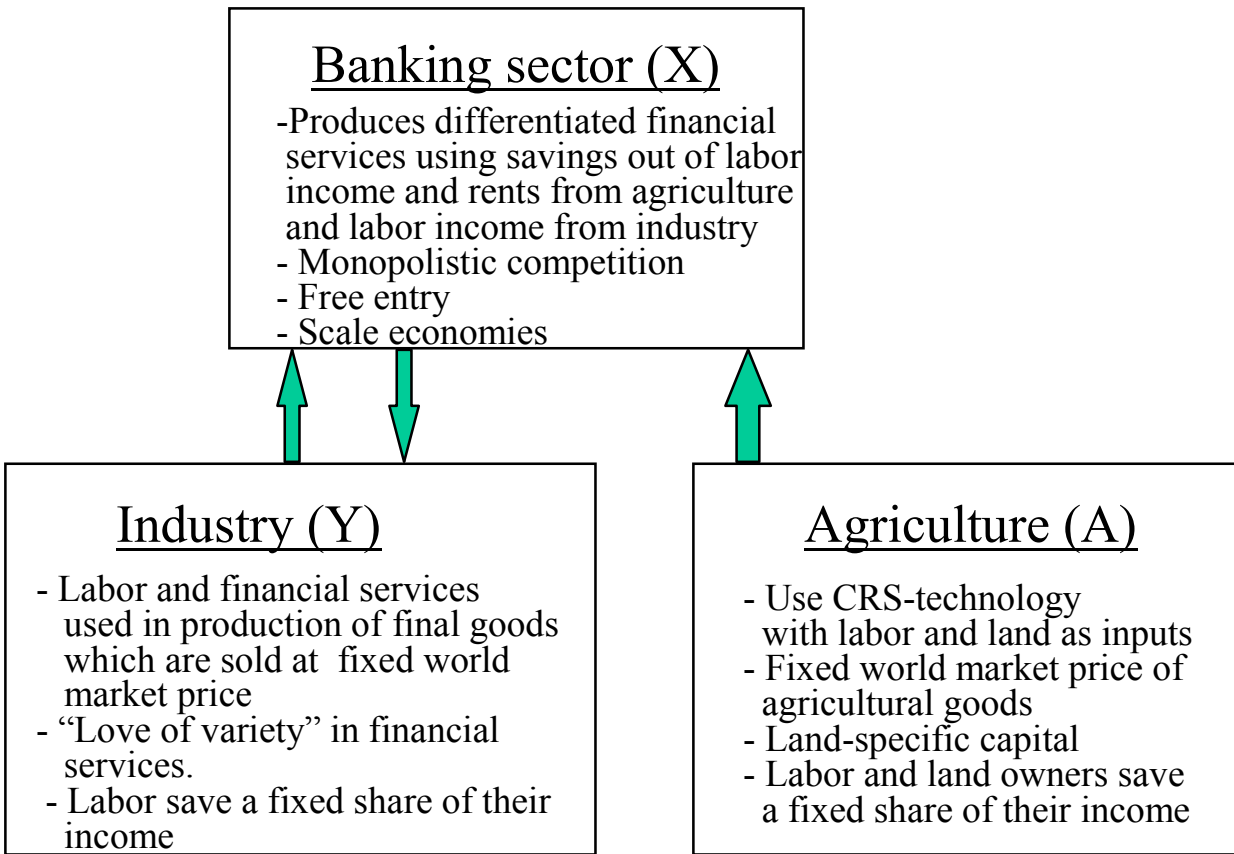 Banking sector (X)
-Produces differentiated financial
services using savings out of labor
income and rents from agriculture
and labor income from industry
- Monopolistic competition
- Free entry
- Scale economies
Industry (Y)
- Labor and financial services
used in production of final goods
which are sold at fixed world
market price
- “Love of variety” in financial
services.
- Labor save a fixed share of their
income
Agriculture (A)
- Use CRS-technology
with labor and land as inputs
- Fixed world market price of
agricultural goods
- Land-specific capital
- Labor and land owners save
a fixed share of their income